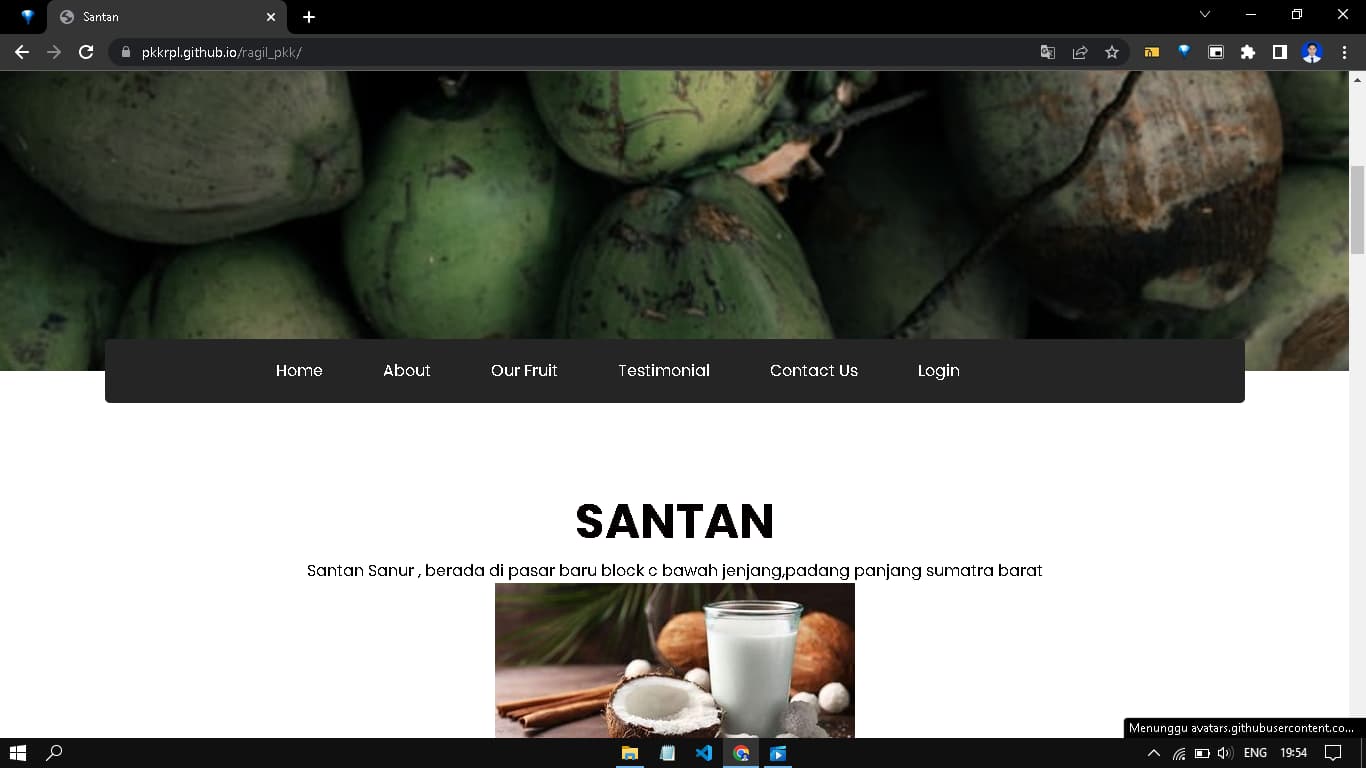 Santan
pkkrpl.github.io/ragil_pkk/
Home About Our Fruit Testimonial Contact Us Login
SANTAN
Santan Sanur , berada di pasar baru block c bawah jenjang,padang panjang sumatra barat
Menunggu avatars.githubusercontent.co...
ENG 19:54